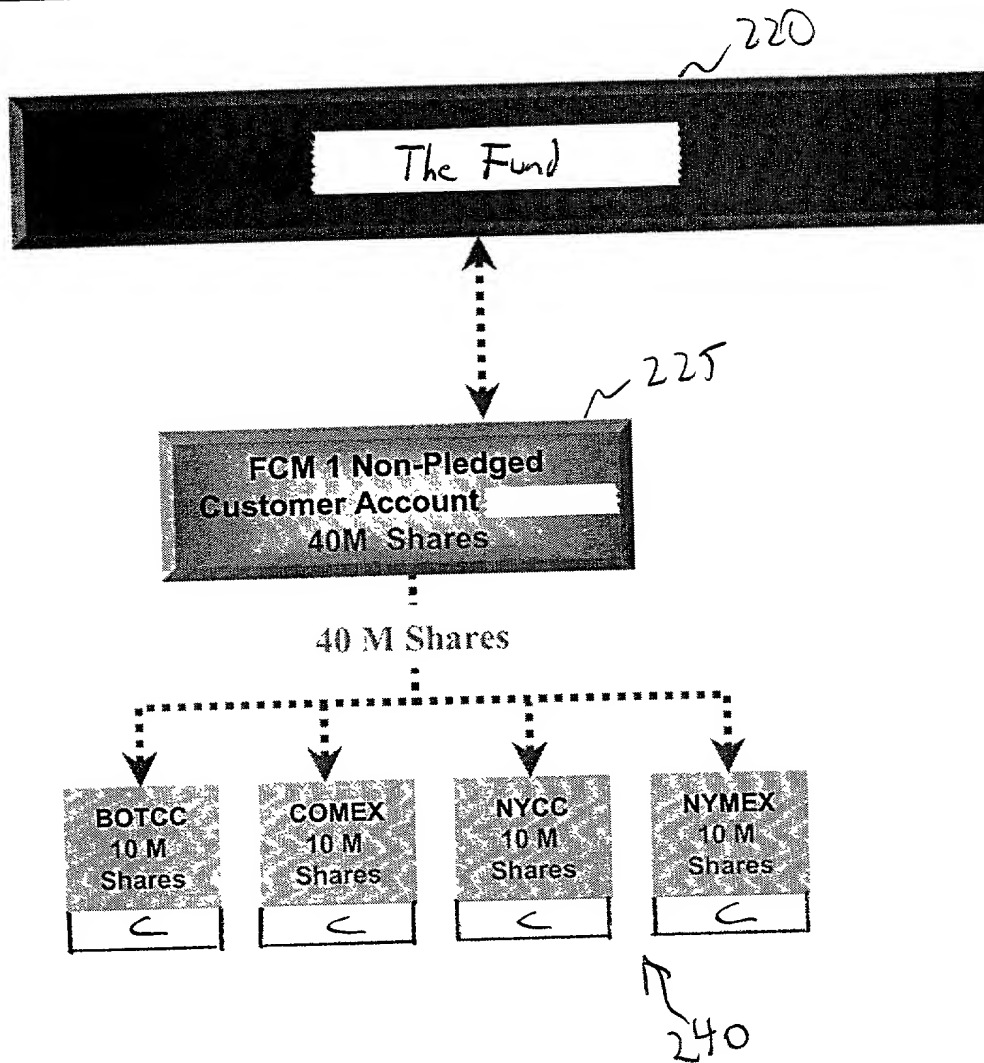 220
The Fund
225
FCM 1 Non-Pledged
Customer Account
40M Shares
40 M Shares
BOTCC
10 M
Shares
C
COMEX
10 M
Shares
C
NYCC
10 M
Shares
C
NYMEX
10 M
Shares
C
240